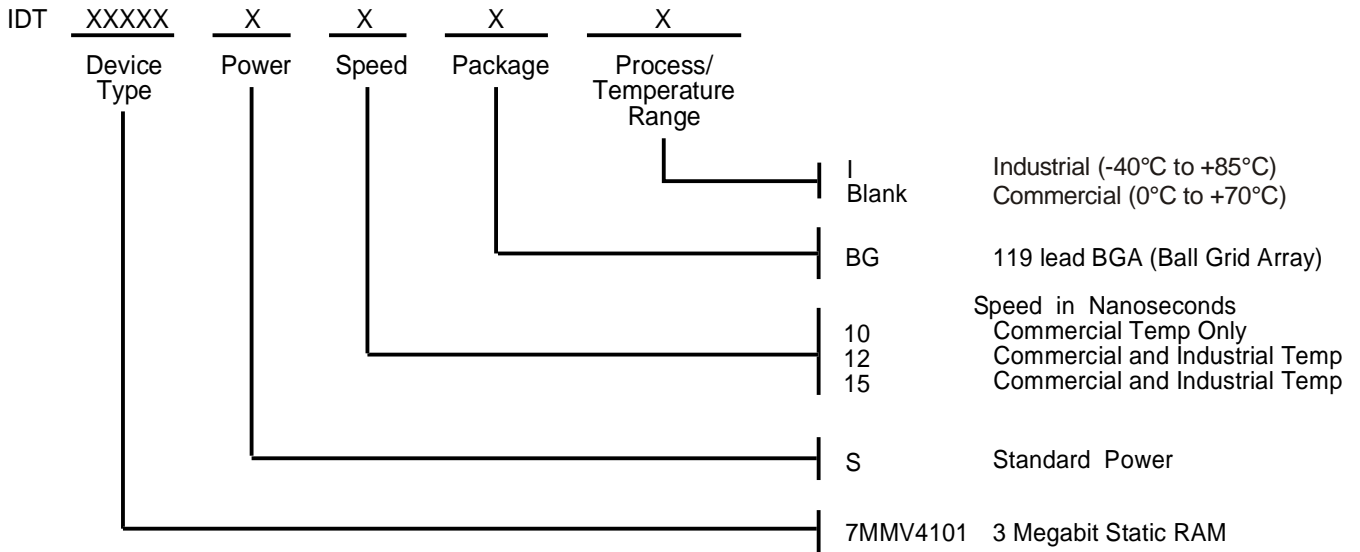 IDT XXXXX X X X X
Device Type
Power
Speed
Package
Process/
Temperature
Range
I Industrial (-40°C to +85°C)
Blank Commercial (0°C to +70°C)
BG 119 lead BGA (Ball Grid Array)
Speed in Nanoseconds
10 Commercial Temp Only
12 Commercial and Industrial Temp
15 Commercial and Industrial Temp
S Standard Power
7MMV4101 3 Megabit Static RAM